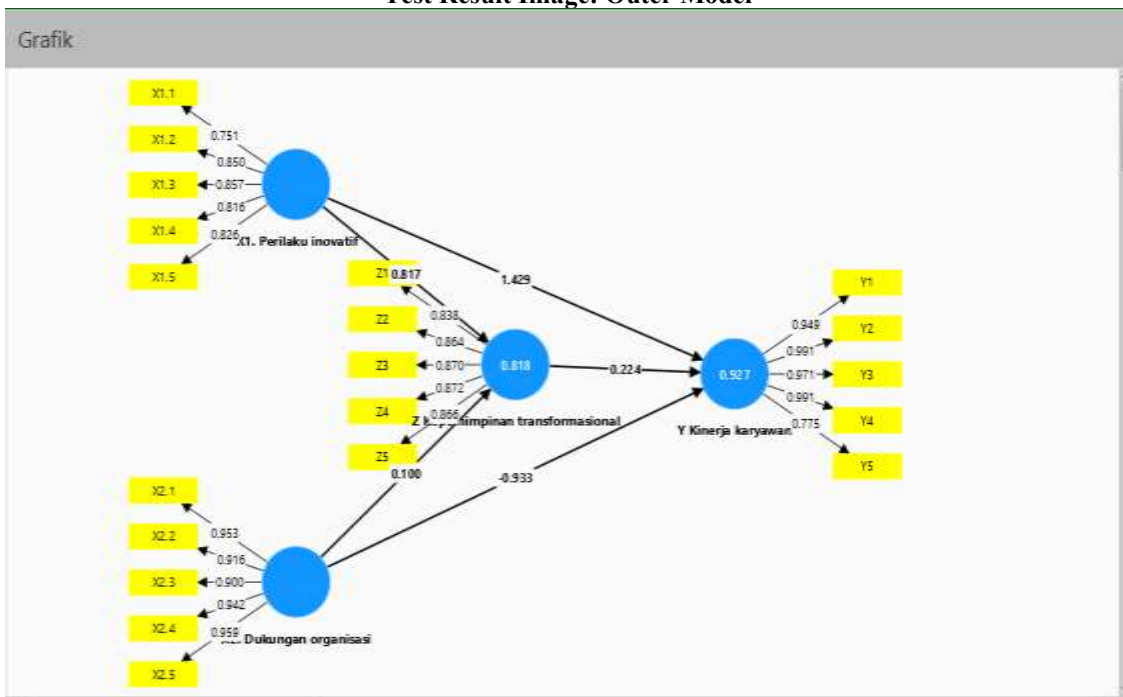 Test Result Image: Outer Model
Grafik
X1.1
X1.2
X1.3
X1.4
X1.5
0.751
0.850
0.857
0.816
0.826
X1. Perilaku inovatif
0.817
1.429
Z1
Z2
Z3
Z4
Z5
0.838
0.864
0.870
0.872
0.866
0.818
Z transformasional
0.224
0.927
Y Kinerja karyawan
0.949
0.991
0.971
0.991
0.775
Y1
Y2
Y3
Y4
Y5
0.100
-0.933
X2.1
X2.2
X2.3
X2.4
X2.5
0.953
0.916
0.900
0.942
0.959
Dukungan organisasi